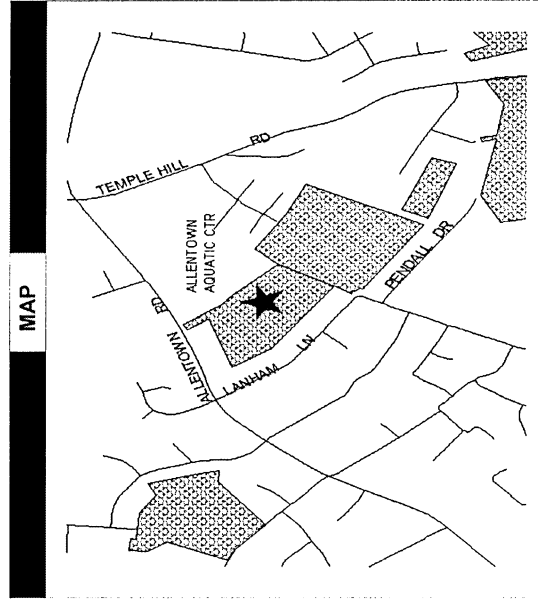 MAP
TEMPLE HILL RD
ALLENTOWN
AQUATIC CTR
ALLENTOWN RD
LANHAM LN
PENDALL DR